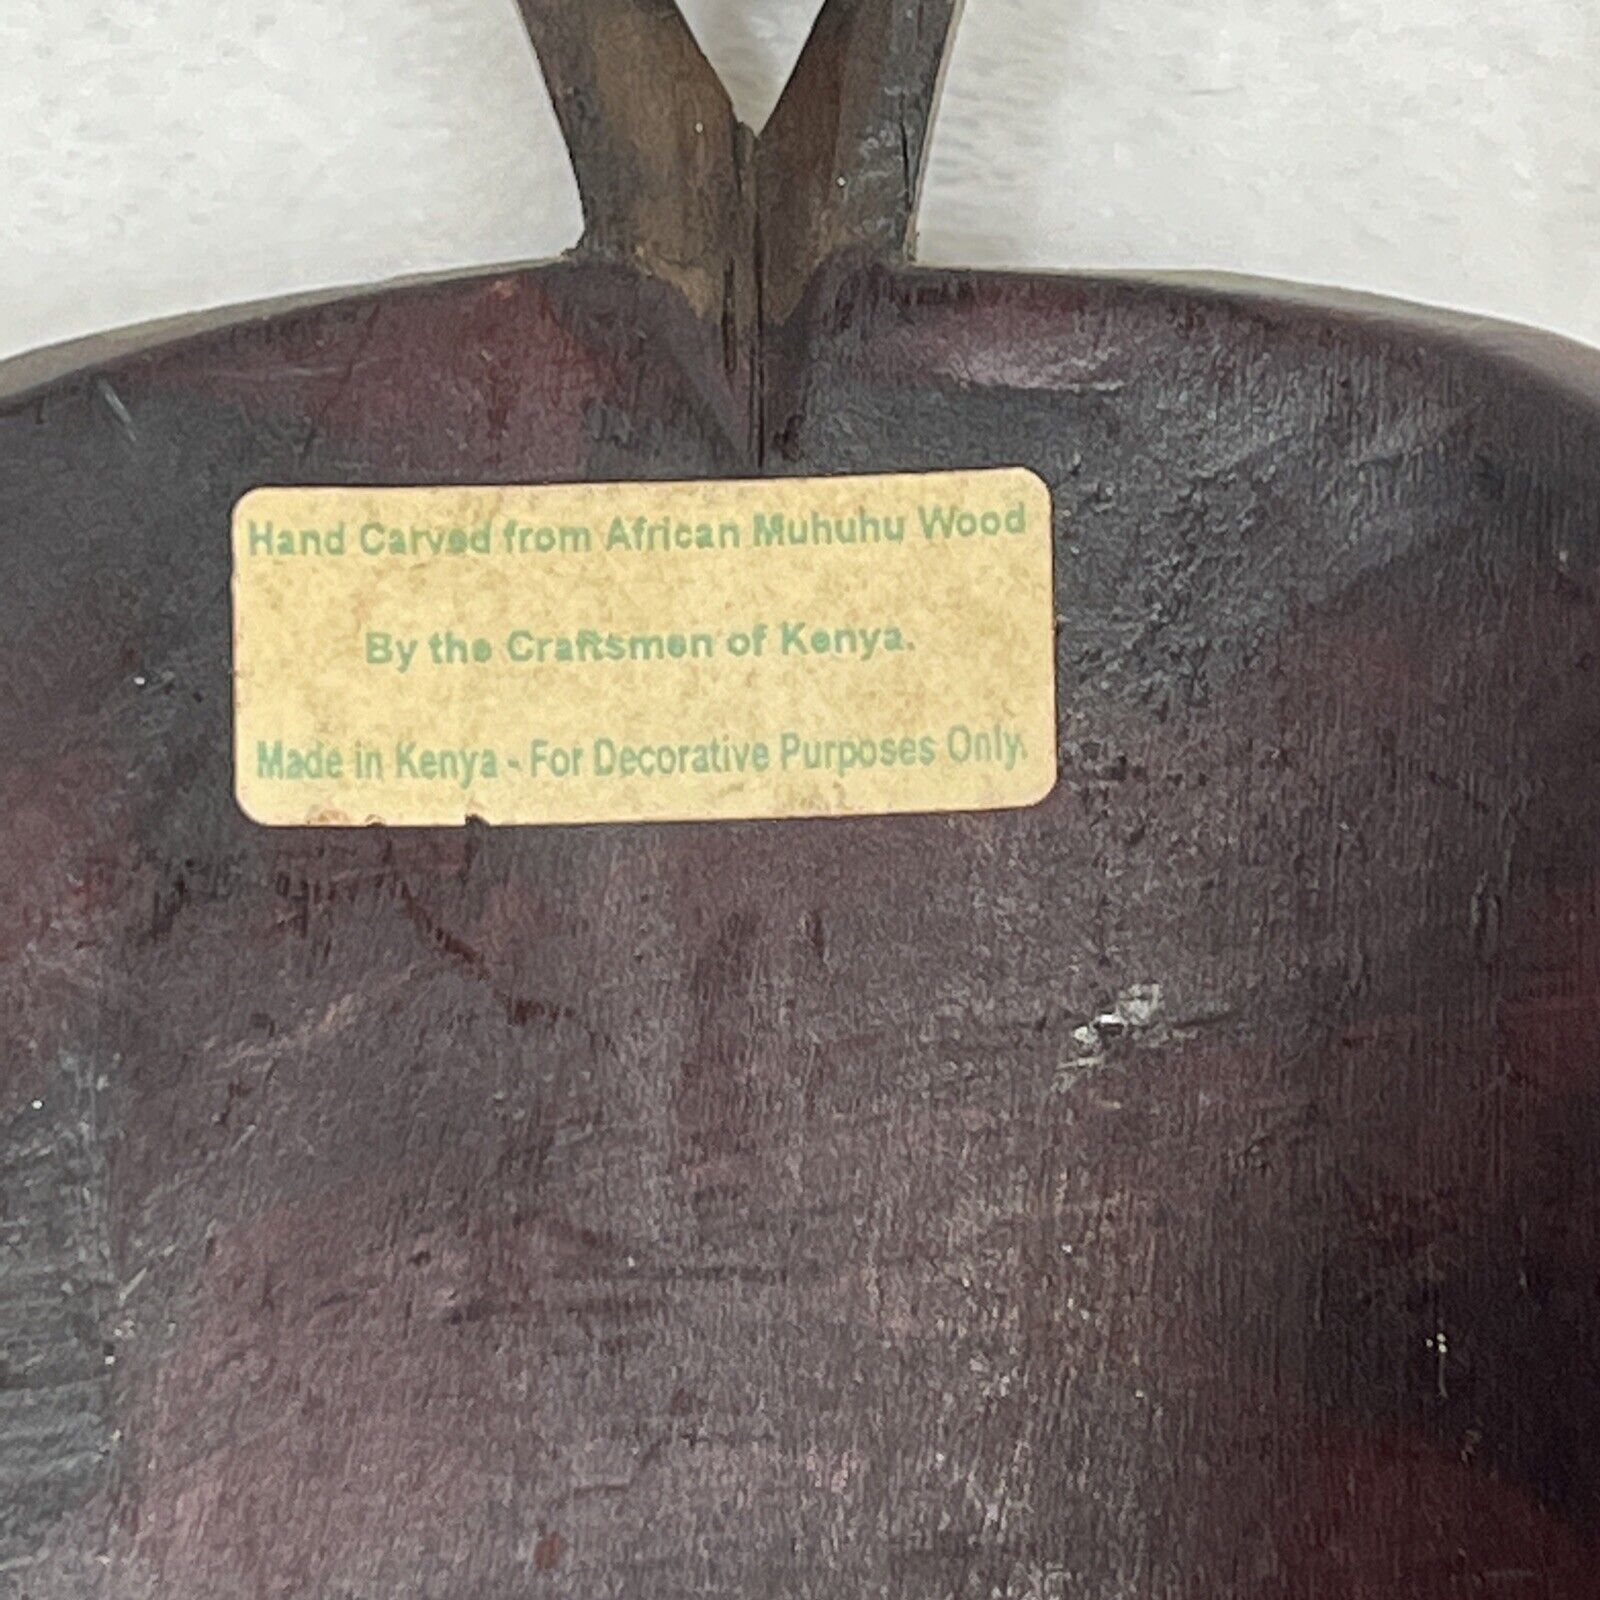 Hand Carved from African Muhuhu Wood
By the Craftsmen of Kenya.
Made in Kenya - For Decorative Purposes Only.